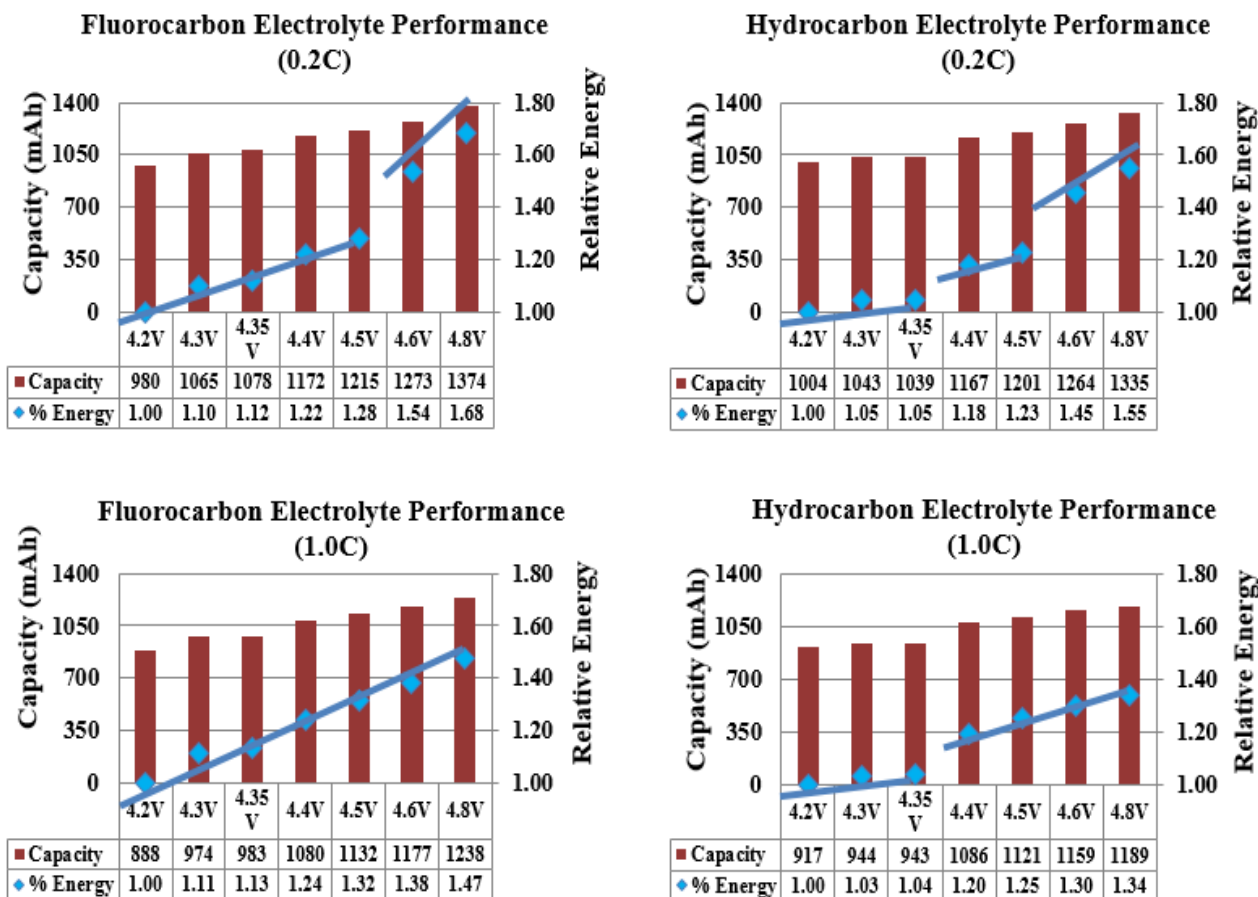 Fluorocarbon Electrolyte Performance
(0.2C)
Capacity (mAh)
1400
1050
700
350
0
1.80
1.60
1.40
1.20
1.00
Relative Energy
4.2V 4.3V 4.35 V 4.4V 4.5V 4.6V 4.8V
Capacity 980 1065 1078 1172 1215 1273 1374
% Energy 1.00 1.10 1.12 1.22 1.28 1.54 1.68
Hydrocarbon Electrolyte Performance
(0.2C)
Capacity (mAh)
1400
1050
700
350
0
1.80
1.60
1.40
1.20
1.00
Relative Energy
4.2V 4.3V 4.35 V 4.4V 4.5V 4.6V 4.8V
Capacity 1004 1043 1039 1167 1201 1264 1335
% Energy 1.00 1.05 1.05 1.18 1.23 1.45 1.55
Fluorocarbon Electrolyte Performance
(1.0C)
Capacity (mAh)
1400
1050
700
350
0
1.80
1.60
1.40
1.20
1.00
Relative Energy
4.2V 4.3V 4.35 V 4.4V 4.5V 4.6V 4.8V
Capacity 888 974 983 1080 1132 1177 1238
% Energy 1.00 1.11 1.13 1.24 1.32 1.38 1.47
Hydrocarbon Electrolyte Performance
(1.0C)
Capacity (mAh)
1400
1050
700
350
0
1.80
1.60
1.40
1.20
1.00
Relative Energy
4.2V 4.3V 4.35 V 4.4V 4.5V 4.6V 4.8V
Capacity 917 944 943 1086 1121 1159 1189
% Energy 1.00 1.03 1.04 1.20 1.25 1.30 1.34